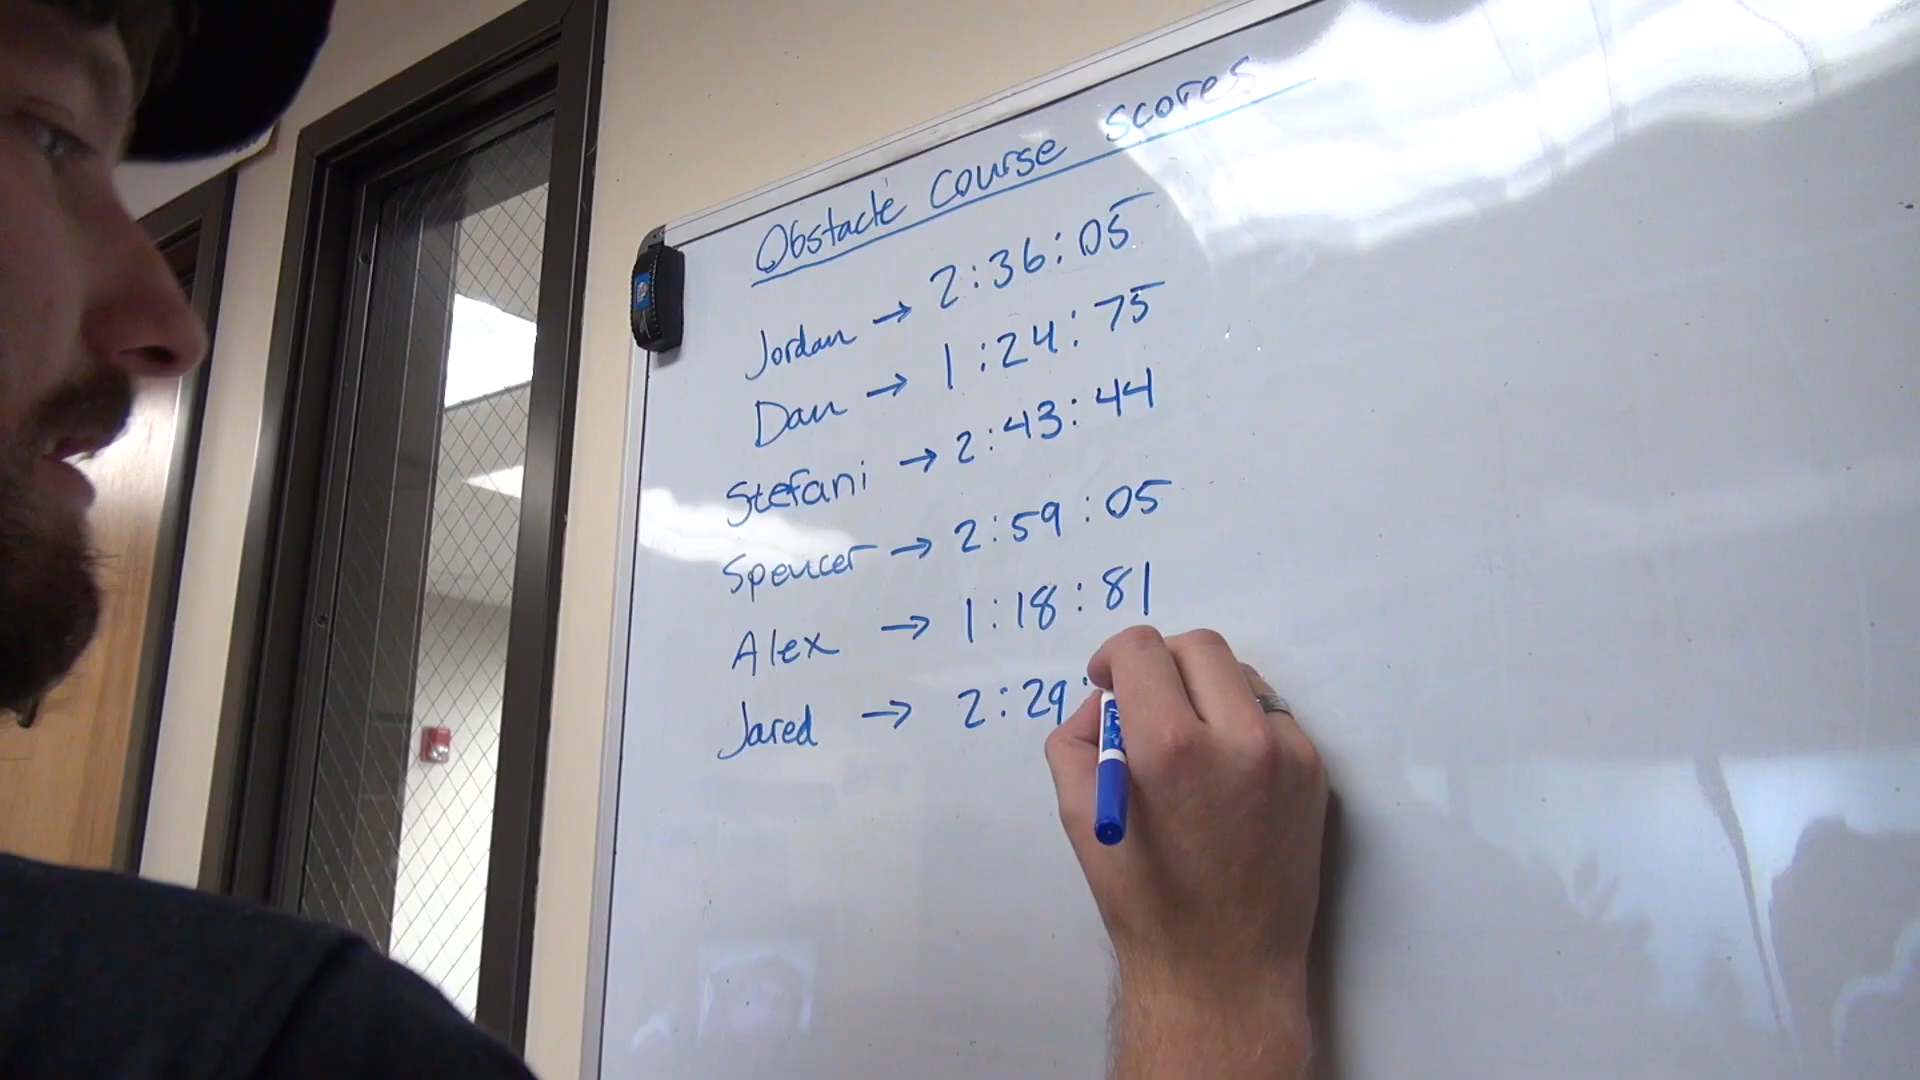 Obstacle course scores
Jordan → 2:36:05
Dan → 1:24:75
Stefani → 2:43:44
Spencer → 2:59:05
Alex → 1:18:81
Jared → 2:29: